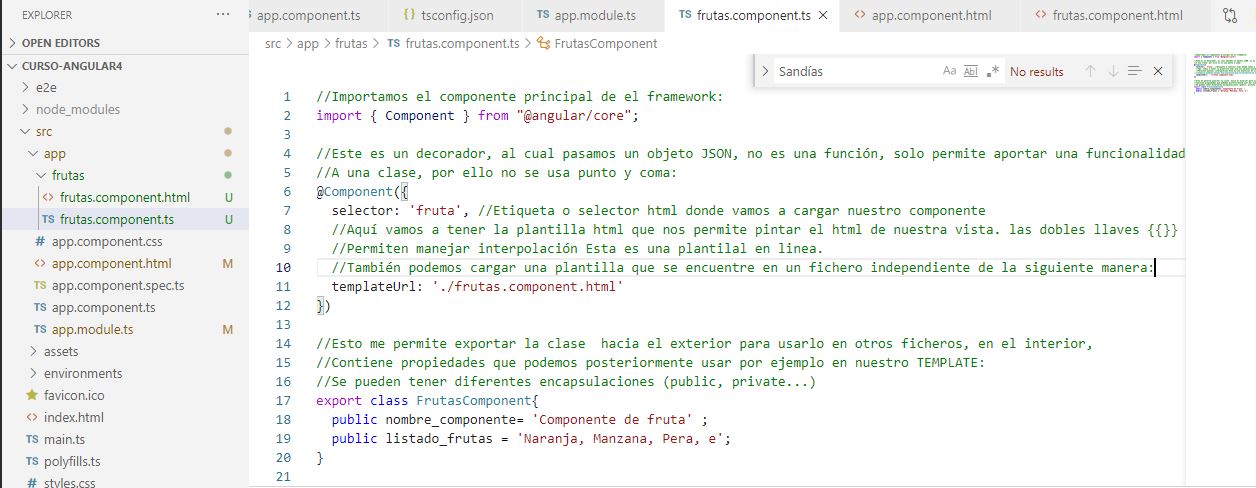 EXPLORER
...
app.component.ts
{ } tsconfig.json
TS app.module.ts
TS frutas.component.ts
<> app.component.html
<> frutas.component.html
OPEN EDITORS
CURSO-ANGULAR4
e2e
node_modules
src
app
frutas
<> frutas.component.html U
TS frutas.component.ts U
# app.component.css
<> app.component.html M
TS app.component.spec.ts
TS app.component.ts
TS app.module.ts M
assets
environments
favicon.ico
<> index.html
TS main.ts
TS polyfills.ts
# styles.css
src > app > frutas > TS frutas.component.ts > FrutasComponent
Sandías Aa Abl .* No results
1 //Importamos el componente principal de el framework:
2 import { Component } from "@angular/core";
3
4 //Este es un decorador, al cual pasamos un objeto JSON, no es una función, solo permite aportar una funcionalidad
5 //A una clase, por ello no se usa punto y coma:
6 @Component({
7 selector: 'fruta', //Etiqueta o selector html donde vamos a cargar nuestro componente
8 //Aquí vamos a tener la plantilla html que nos permite pintar el html de nuestra vista. las dobles llaves {{}}
9 //Permiten manejar interpolación Esta es una plantilal en linea.
10 //También podemos cargar una plantilla que se encuentre en un fichero independiente de la siguiente manera:
11 templateUrl: './frutas.component.html'
12 })
13
14 //Esto me permite exportar la clase  hacia el exterior para usarlo en otros ficheros, en el interior,
15 //Contiene propiedades que podemos posteriormente usar por ejemplo en nuestro TEMPLATE:
16 //Se pueden tener diferentes encapsulaciones (public, private...)
17 export class FrutasComponent{
18 public nombre_componente= 'Componente de fruta' ;
19 public listado_frutas = 'Naranja, Manzana, Pera, e';
20 }
21